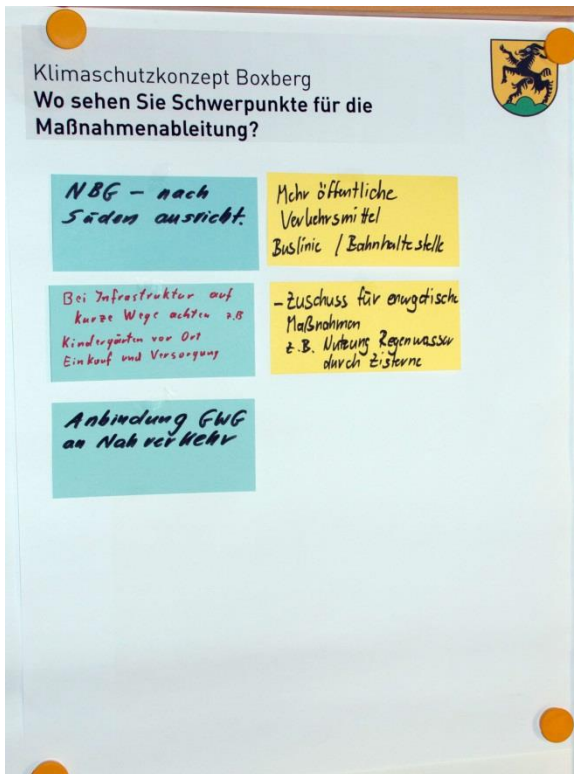 Klimaschutzkonzept Boxberg
Wo sehen Sie Schwerpunkte für die
Maßnahmenableitung?
NBG – nach
Süden ausricht.
Mehr öffentliche
Verkehrsmittel
Buslinie / Bahnhaltestelle
Bei Infrastruktur auf
kurze Wege achten z.B
Kindergärten vor Ort
Einkauf und Versorgung
- Zuschuss für energetische
Maßnahmen
z.B. Nutzung Regenwasser
durch Zisterne
Anbindung GWG
an Nahverkehr